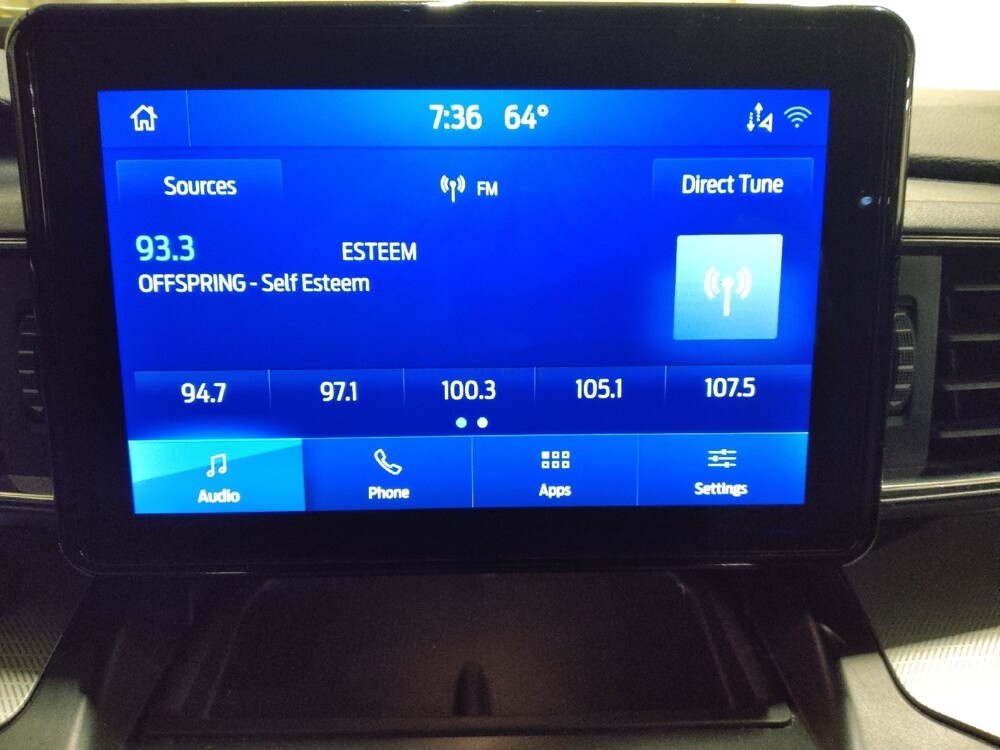 7:36 64°
Sources FM Direct Tune
93.3 ESTEEM
OFFSPRING - Self Esteem
94.7 97.1 100.3 105.1 107.5
Audio Phone Apps Settings